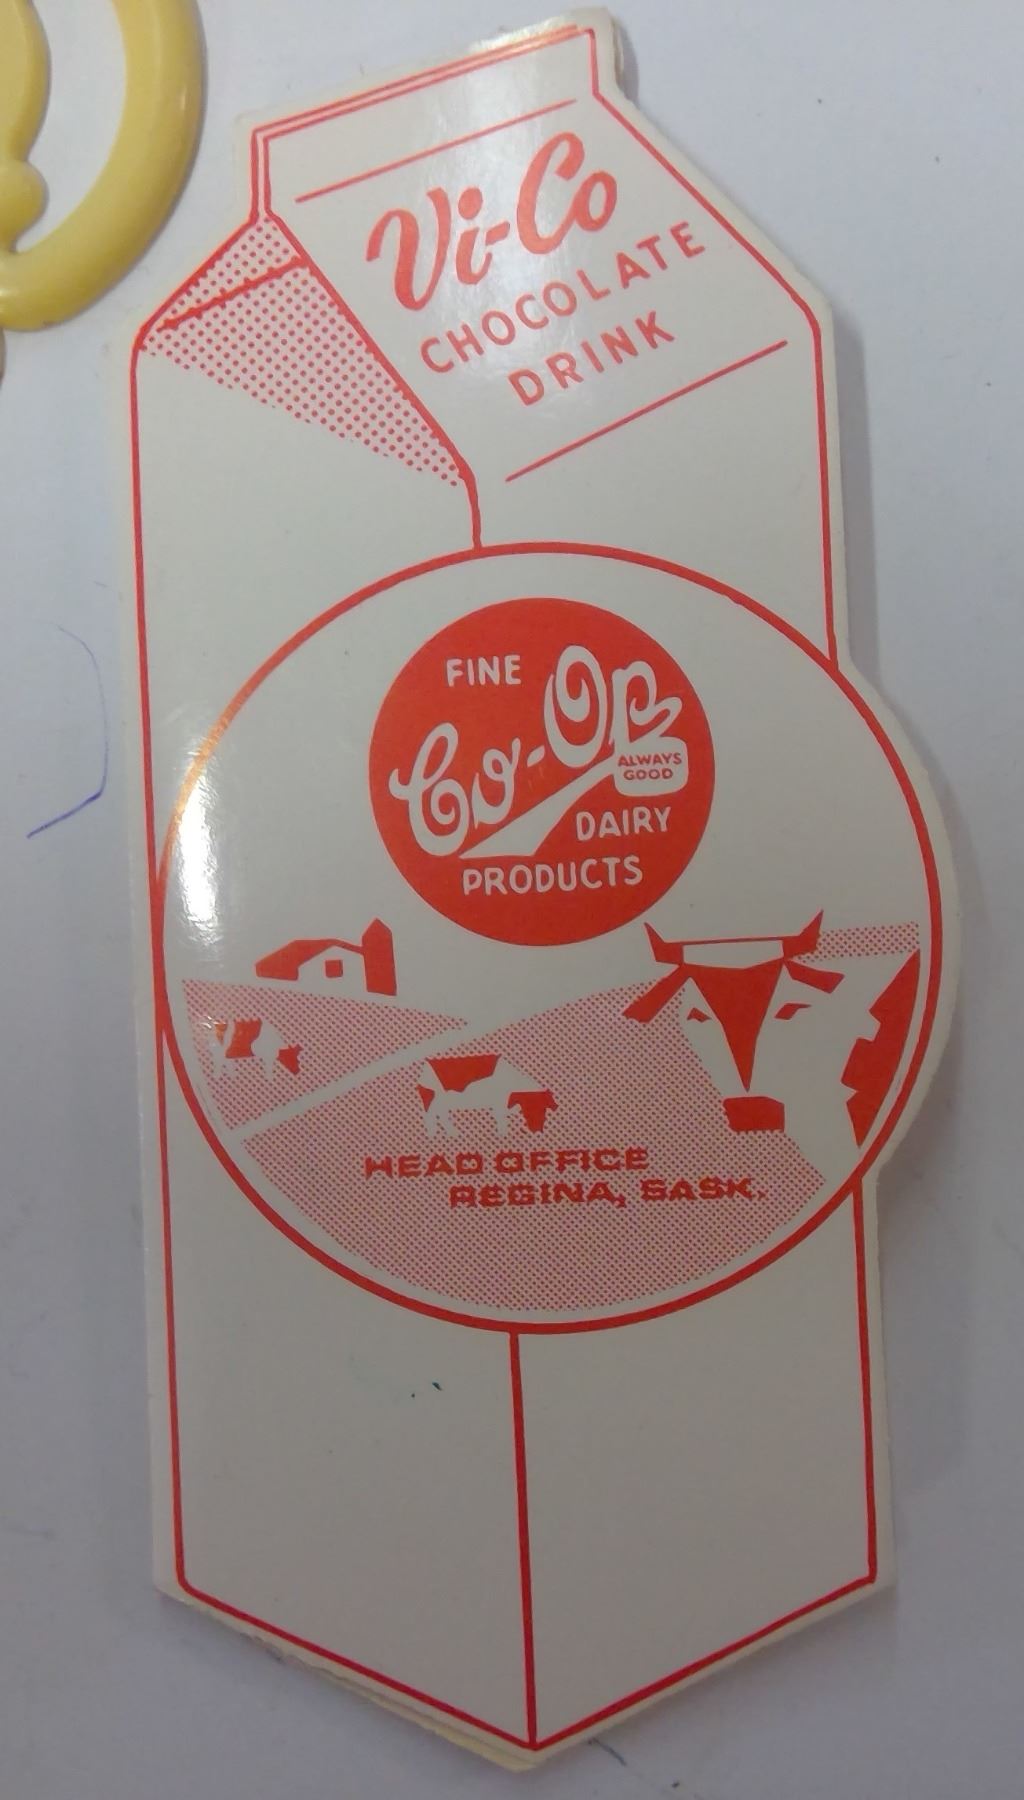 Vi-Co
CHOCOLATE
DRINK
FINE
Co-Op
ALWAYS
GOOD
DAIRY
PRODUCTS
HEAD OFFICE
REGINA, SASK.